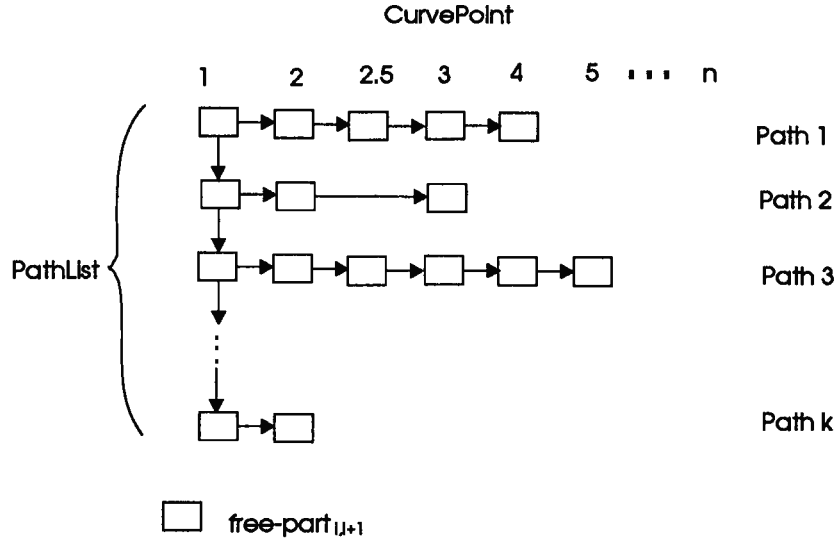 CurvePoint
1 2 2.5 3 4 5 ▪ ▪ ▪ n
Path 1
Path 2
PathList
Path 3
Path k
free-part i,i+1